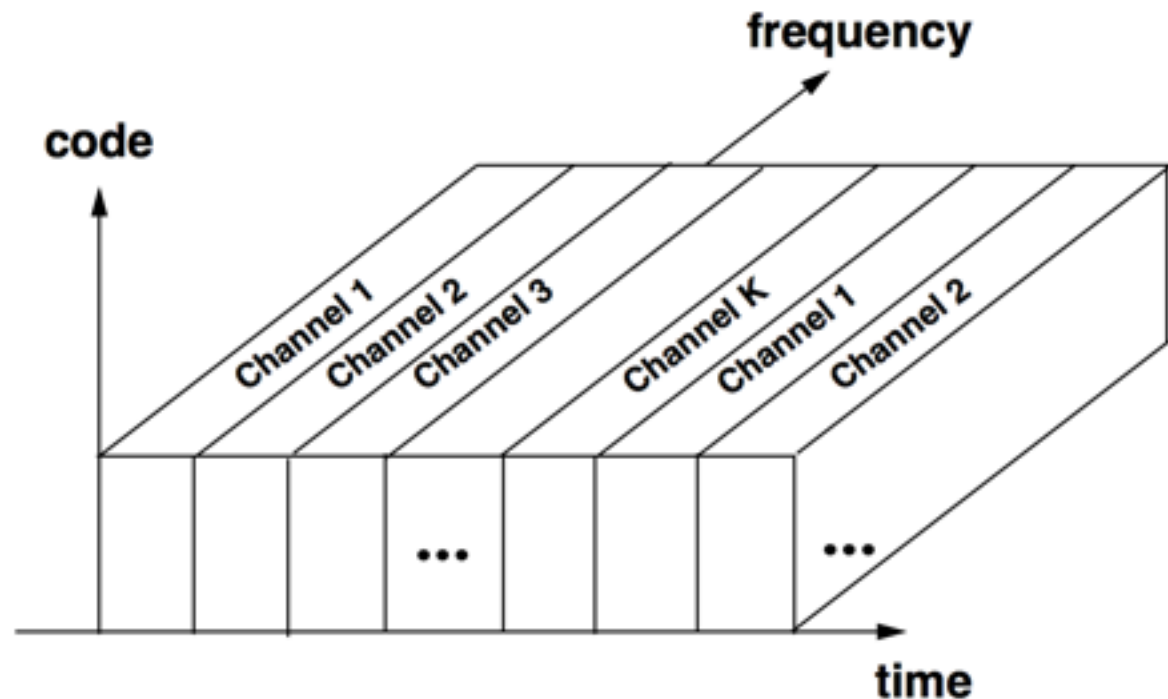 frequency
code
Channel 1
Channel 2
Channel 3
Channel K
Channel 1
Channel 2
...
...
time